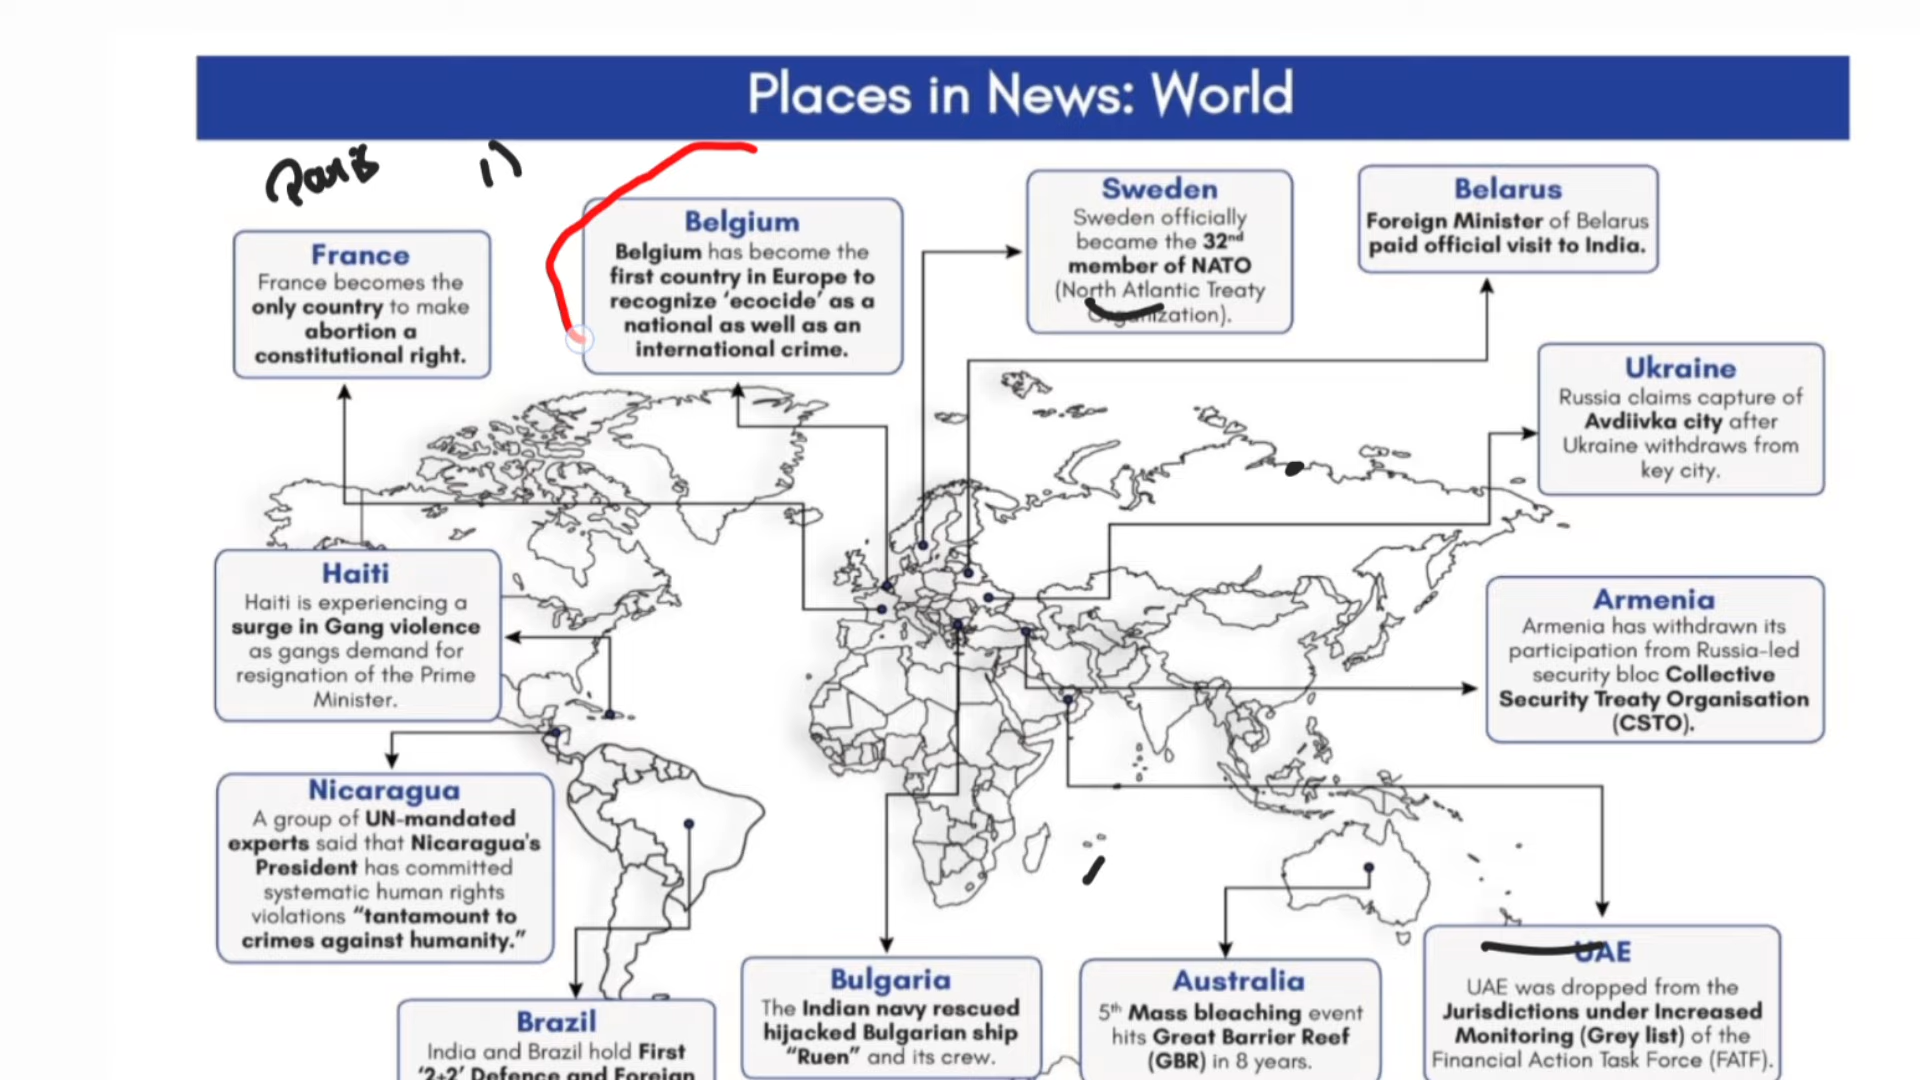 Places in News: World
Paris
France
France becomes the
only country to make
abortion a
constitutional right.
Belgium
Belgium has become the
first country in Europe to
recognize ‘ecocide’ as a
national as well as an
international crime.
Sweden
Sweden officially
became the 32nd
member of NATO
(North Atlantic Treaty
Organization).
Belarus
Foreign Minister of Belarus
paid official visit to India.
Ukraine
Russia claims capture of
Avdiivka city after
Ukraine withdraws from
key city.
Haiti
Haiti is experiencing a
surge in Gang violence
as gangs demand for
resignation of the Prime
Minister.
Armenia
Armenia has withdrawn its
participation from Russia-led
security bloc Collective
Security Treaty Organisation
(CSTO).
Nicaragua
A group of UN-mandated
experts said that Nicaragua's
President has committed
systematic human rights
violations “tantamount to
crimes against humanity.”
Brazil
India and Brazil hold First
‘2+2’ Defence and Foreign
Bulgaria
The Indian navy rescued
hijacked Bulgarian ship
“Ruen” and its crew.
Australia
5th Mass bleaching event
hits Great Barrier Reef
(GBR) in 8 years.
UAE
UAE was dropped from the
Jurisdictions under Increased
Monitoring (Grey list) of the
Financial Action Task Force (FATF).